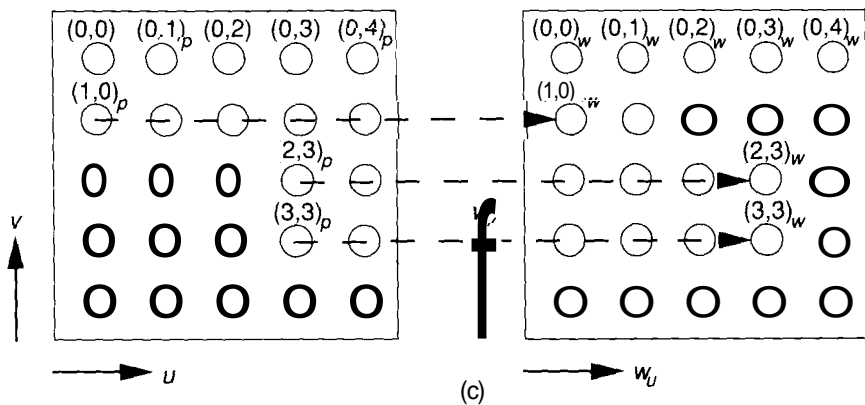 (0,0) (0,1)p (0,2) (0,3) (0,4)p (0,0)w (0,1)w (0,2)w (0,3)w (0,4)w
(1,0)p (1,0)w
2,3)p (2,3)w
(3,3)p (3,3)w
v
u wu
(c)